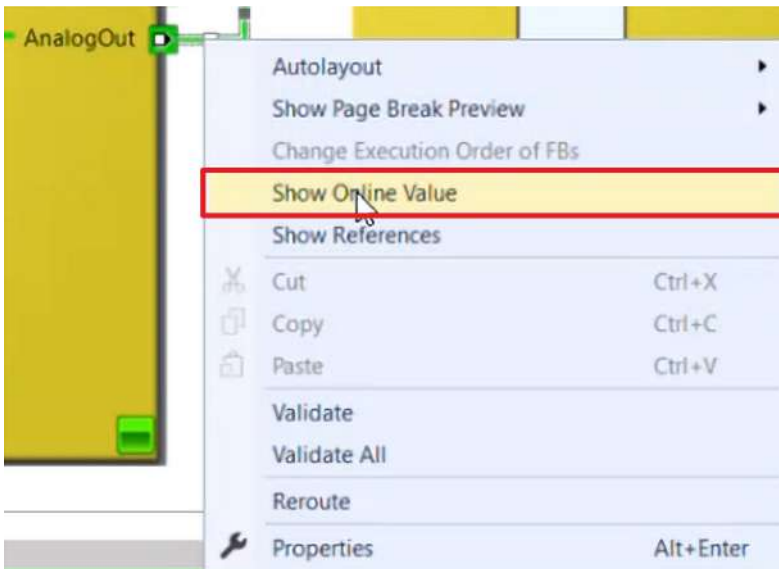 AnalogOut
Autolayout
Show Page Break Preview
Change Execution Order of FBs
Show Online Value
Show References
Cut Ctrl+X
Copy Ctrl+C
Paste Ctrl+V
Validate
Validate All
Reroute
Properties Alt+Enter